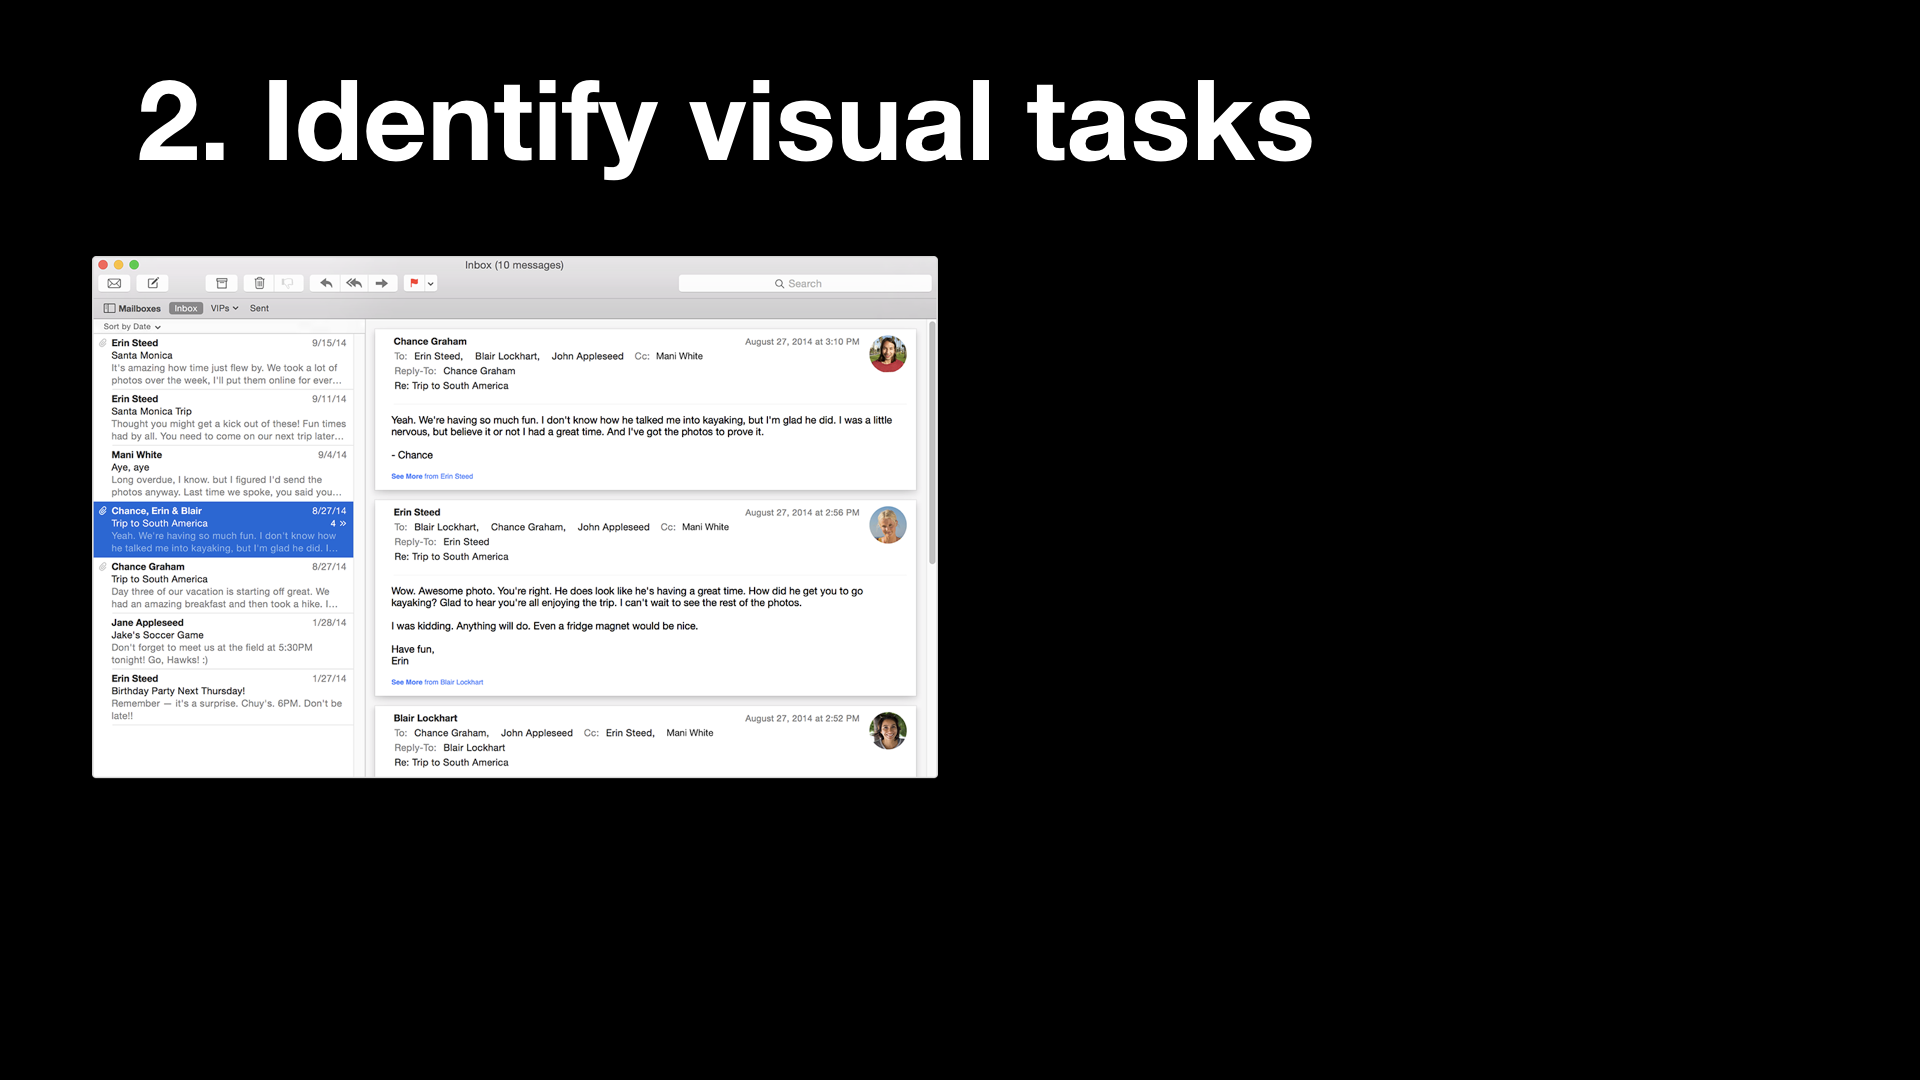 2. Identify visual tasks
Inbox (10 messages)
Search
Mailboxes Inbox VIPs Sent
Sort by Date
Erin Steed 9/15/14
Santa Monica
It's amazing how time just flew by. We took a lot of
photos over the week, I'll put them online for ever...
Erin Steed 9/11/14
Santa Monica Trip
Thought you might get a kick out of these! Fun times
had by all. You need to come on our next trip later...
Mani White 9/4/14
Aye, aye
Long overdue, I know. but I figured I'd send the
photos anyway. Last time we spoke, you said you...
Chance, Erin & Blair 8/27/14
Trip to South America 4 »
Yeah. We're having so much fun. I don't know how
he talked me into kayaking, but I'm glad he did. I...
Chance Graham 8/27/14
Trip to South America
Day three of our vacation is starting off great. We
had an amazing breakfast and then took a hike. I...
Jane Appleseed 1/28/14
Jake's Soccer Game
Don't forget to meet us at the field at 5:30PM
tonight! Go, Hawks! :)
Erin Steed 1/27/14
Birthday Party Next Thursday!
Remember — it's a surprise. Chuy's. 6PM. Don't be
late!!
Chance Graham August 27, 2014 at 3:10 PM
To: Erin Steed, Blair Lockhart, John Appleseed Cc: Mani White
Reply-To: Chance Graham
Re: Trip to South America
Yeah. We're having so much fun. I don't know how he talked me into kayaking, but I'm glad he did. I was a little
nervous, but believe it or not I had a great time. And I've got the photos to prove it.
- Chance
See More from Erin Steed
Erin Steed August 27, 2014 at 2:56 PM
To: Blair Lockhart, Chance Graham, John Appleseed Cc: Mani White
Reply-To: Erin Steed
Re: Trip to South America
Wow. Awesome photo. You're right. He does look like he's having a great time. How did he get you to go
kayaking? Glad to hear you're all enjoying the trip. I can't wait to see the rest of the photos.
I was kidding. Anything will do. Even a fridge magnet would be nice.
Have fun,
Erin
See More from Blair Lockhart
Blair Lockhart August 27, 2014 at 2:52 PM
To: Chance Graham, John Appleseed Cc: Erin Steed, Mani White
Reply-To: Blair Lockhart
Re: Trip to South America